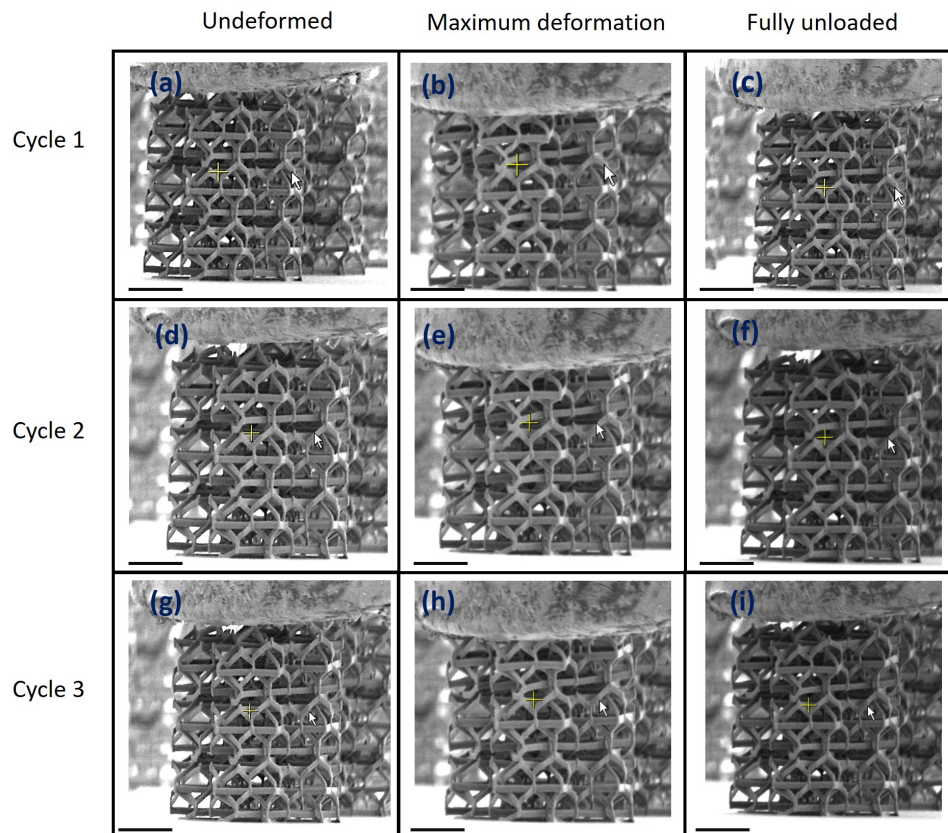 Undeformed Maximum deformation Fully unloaded
Cycle 1
(a) (b) (c)
Cycle 2
(d) (e) (f)
Cycle 3
(g) (h) (i)